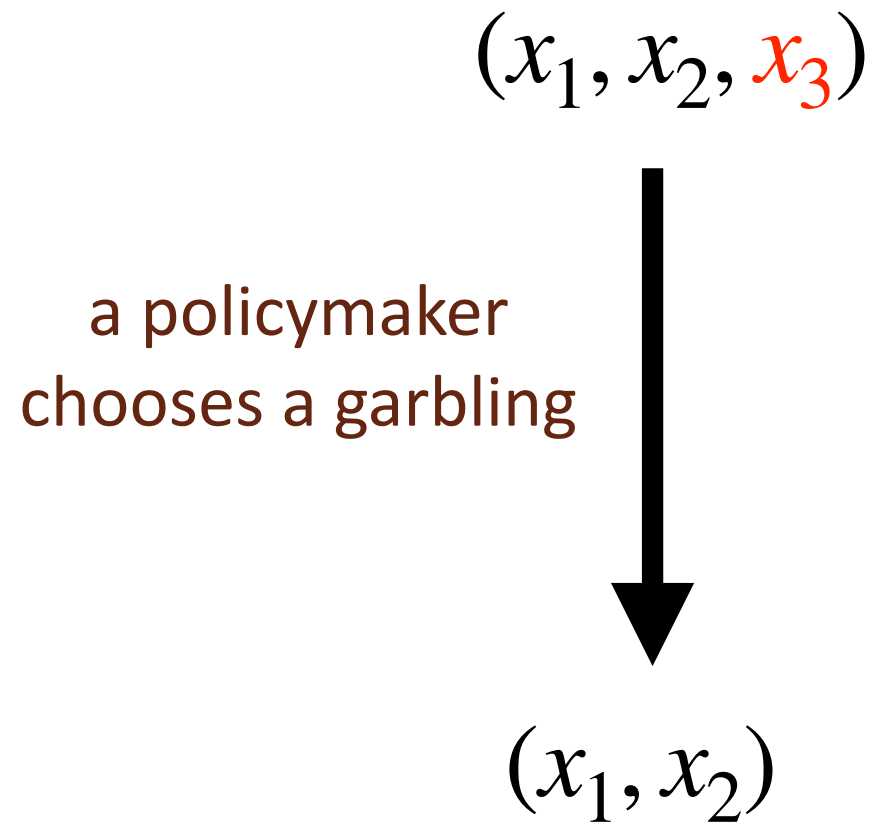 (x₁, x₂, x₃)
a policymaker
chooses a garbling
(x₁, x₂)